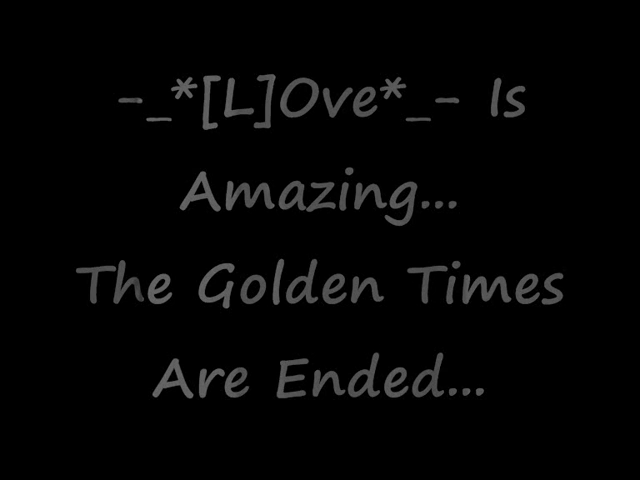 -_*[L]Ove*_- Is
Amazing...
The Golden Times
Are Ended...